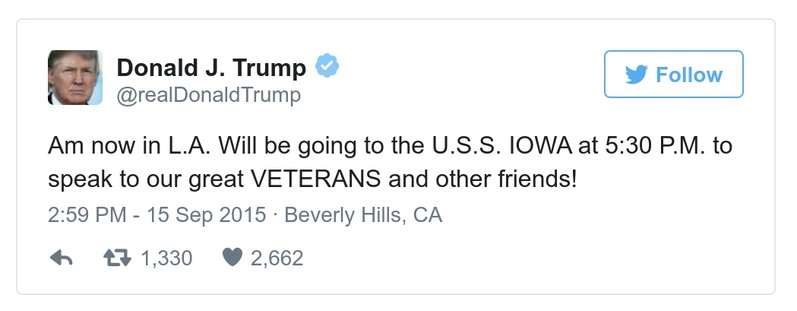 Donald J. Trump
Follow
@realDonaldTrump
Am now in L.A. Will be going to the U.S.S. IOWA at 5:30 P.M. to
speak to our great VETERANS and other friends!
2:59 PM - 15 Sep 2015 · Beverly Hills, CA
1,330 2,662